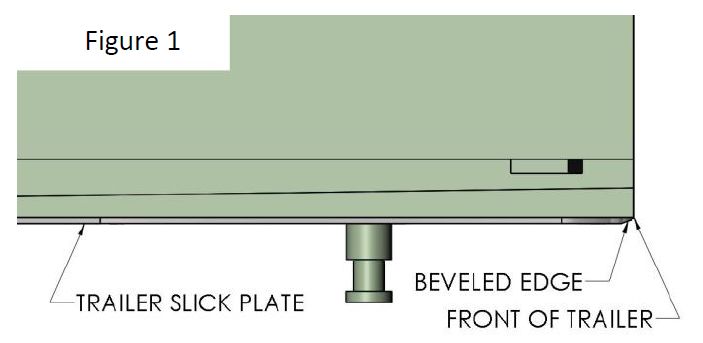 Figure 1
BEVELED EDGE
TRAILER SLICK PLATE
FRONT OF TRAILER